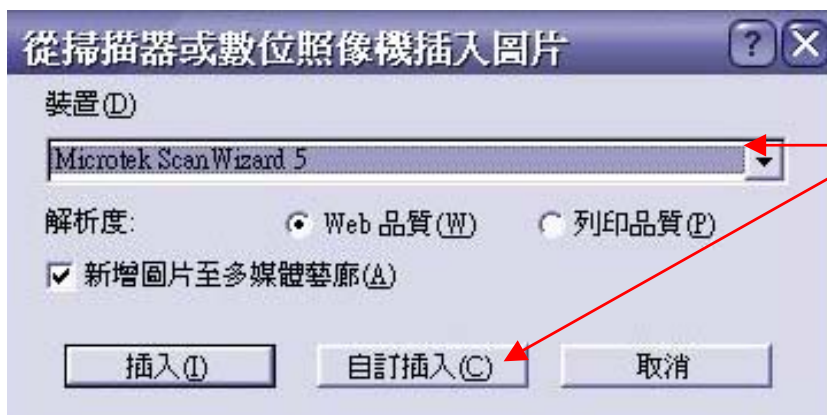 從掃描器或數位照像機插入圖片
裝置(D)
Microtek ScanWizard 5
解析度: Web 品質(W) 列印品質(P)
新增圖片至多媒體藝廊(A)
插入(I) 自訂插入(C) 取消